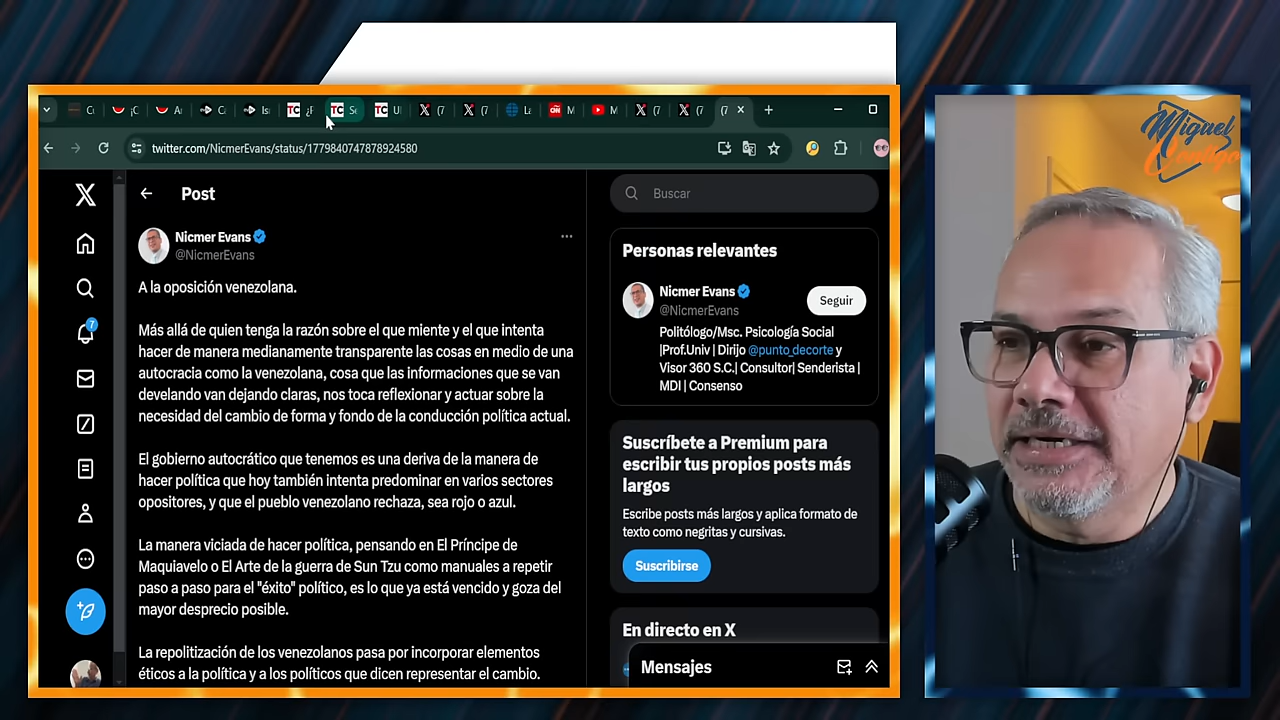 TC
TC
TC
twitter.com/NicmerEvans/status/1779840747878924580
Miguel
Contigo
Post
Buscar
Nicmer Evans
@NicmerEvans
A la oposición venezolana.
Más allá de quien tenga la razón sobre el que miente y el que intenta
hacer de manera medianamente transparente las cosas en medio de una
autocracia como la venezolana, cosa que las informaciones que se van
develando van dejando claras, nos toca reflexionar y actuar sobre la
necesidad del cambio de forma y fondo de la conducción política actual.
El gobierno autocrático que tenemos es una deriva de la manera de
hacer política que hoy también intenta predominar en varios sectores
opositores, y que el pueblo venezolano rechaza, sea rojo o azul.
La manera viciada de hacer política, pensando en El Príncipe de
Maquiavelo o El Arte de la guerra de Sun Tzu como manuales a repetir
paso a paso para el "éxito" político, es lo que ya está vencido y goza del
mayor desprecio posible.
La repolitización de los venezolanos pasa por incorporar elementos
éticos a la política y a los políticos que dicen representar el cambio.
7
Personas relevantes
Nicmer Evans
@NicmerEvans
Seguir
Politólogo/Msc. Psicología Social
|Prof.Univ | Dirijo @punto_decorte y
Visor 360 S.C.| Consultor| Senderista |
MDI | Consenso
Suscríbete a Premium para
escribir tus propios posts más
largos
Escribe posts más largos y aplica formato de
texto como negritas y cursivas.
Suscribirse
En directo en X
Mensajes